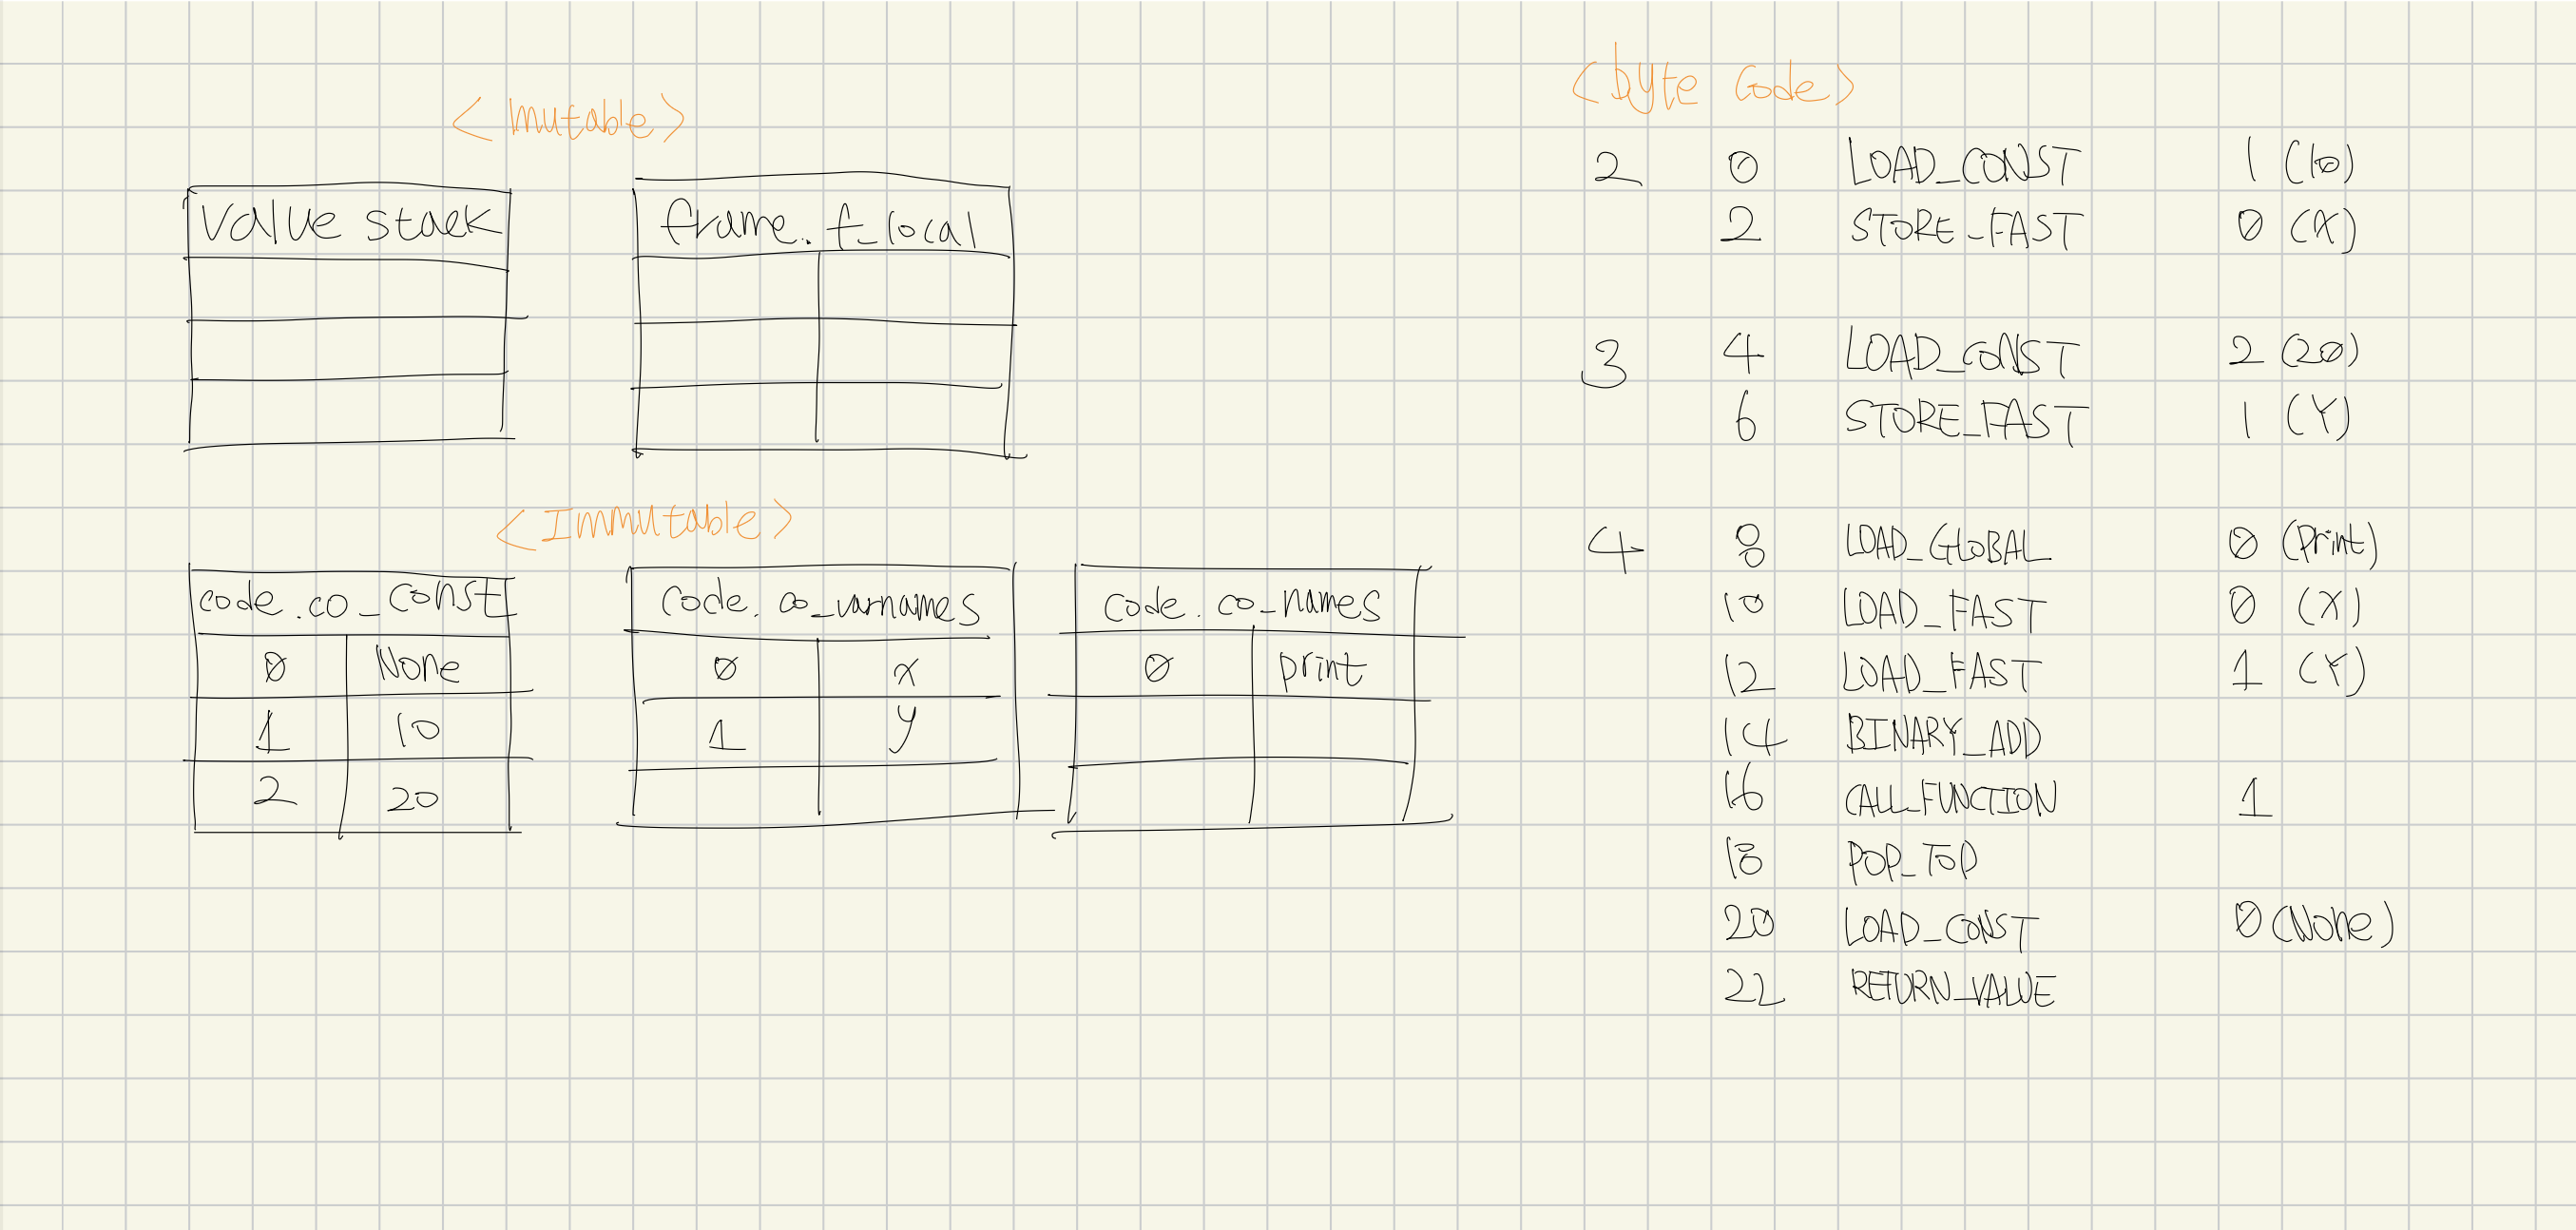 <mutable>
value stack
frame. f_local
<Immutable>
code.co_const
0 None
1 10
2 20
code. co_varnames
0 x
1 y
code. co_names
0 print
<byte code>
2 0 LOAD_CONST 1 (10)
2 STORE_FAST 0 (X)
3 4 LOAD_CONST 2 (20)
6 STORE_FAST 1 (Y)
4 8 LOAD_GLOBAL 0 (print)
10 LOAD_FAST 0 (X)
12 LOAD_FAST 1 (Y)
14 BINARY_ADD
16 CALL_FUNCTION 1
18 POP_TOP
20 LOAD_CONST 0 (None)
22 RETURN_VALUE